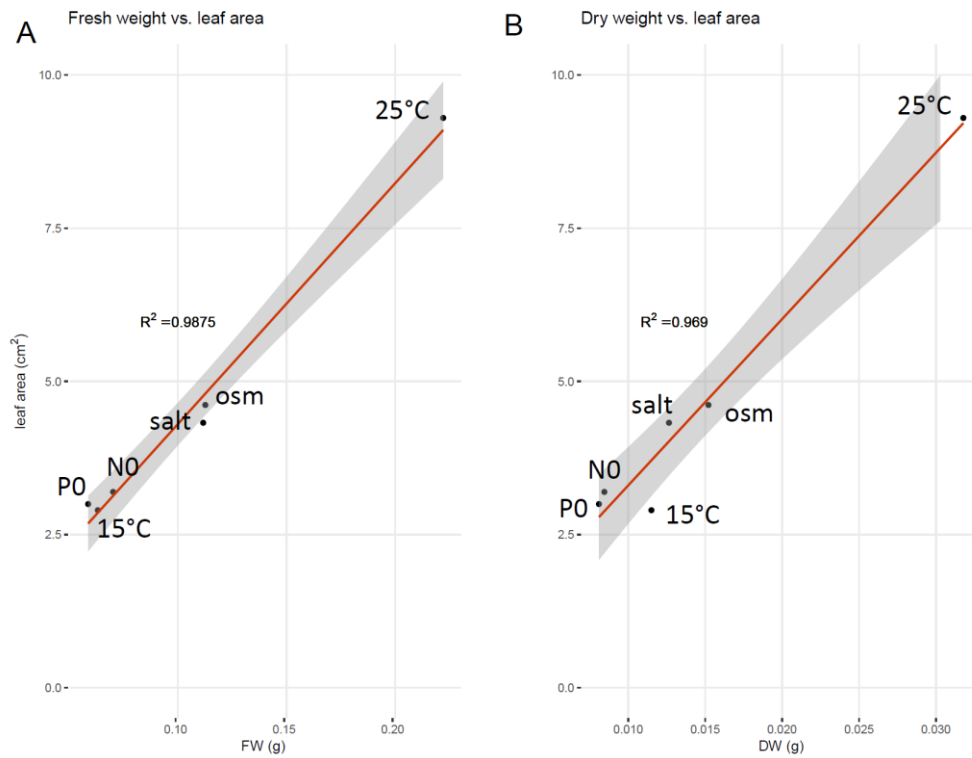 A
Fresh weight vs. leaf area
10.0
7.5
5.0
2.5
0.0
leaf area (cm²)
25°C
R² =0.9875
osm
salt
N0
P0
15°C
0.10
0.15
0.20
FW (g)
B
Dry weight vs. leaf area
10.0
7.5
5.0
2.5
0.0
25°C
R² =0.969
salt
osm
N0
P0
15°C
0.010
0.015
0.020
0.025
0.030
DW (g)